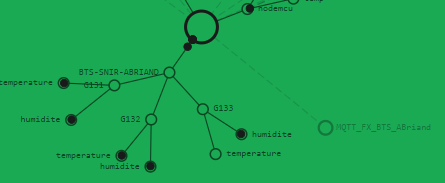 nodemcu
BTS-SNIR-ABRIAND
temperature
G131
G133
humidite
G132
humidite
MQTT_FX_BTS_ABriand
temperature
temperature
humidite